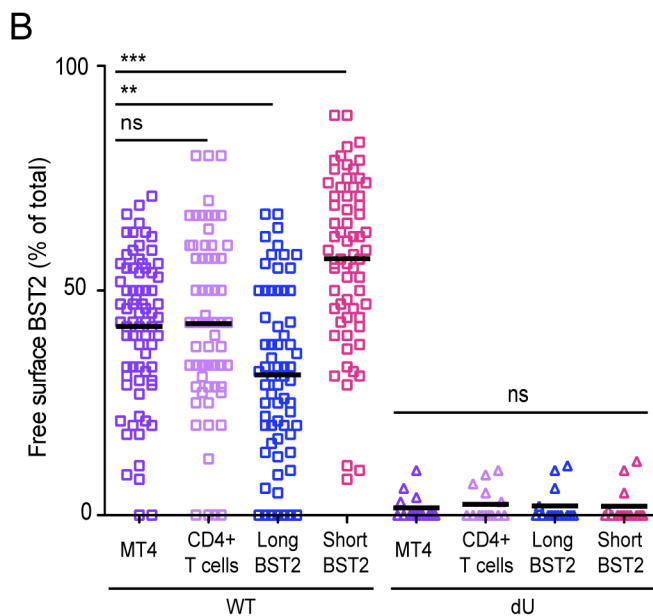 B
Free surface BST2 (% of total)
100
50
0
***
**
ns
ns
MT4
CD4+
T cells
Long
BST2
Short
BST2
MT4
CD4+
T cells
Long
BST2
Short
BST2
WT
dU